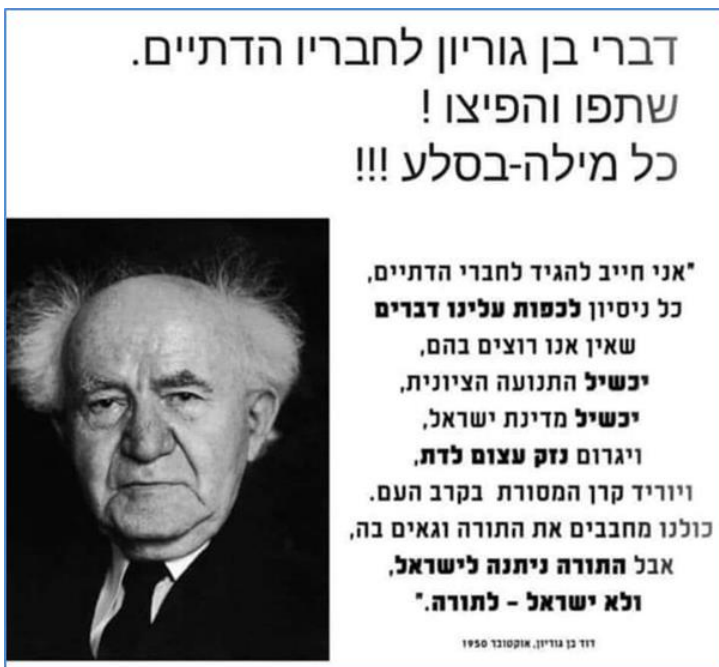 דברי בן גוריון לחבריו הדתיים.
שתפו והפיצו !
כל מילה-בסלע !!!
"אני חייב להגיד לחברי הדתיים,
כל ניסיון לכפות עלינו דברים
שאין אנו רוצים בהם,
יכשיל התנועה הציונית,
יכשיל מדינת ישראל,
ויגרום נזק עצום לדת,
ויוריד קרן המסורת בקרב העם.
כולנו מחבבים את התורה וגאים בה,
אבל התורה ניתנה לישראל,
ולא ישראל – לתורה."
דוד בן גוריון, אוקטובר 1950